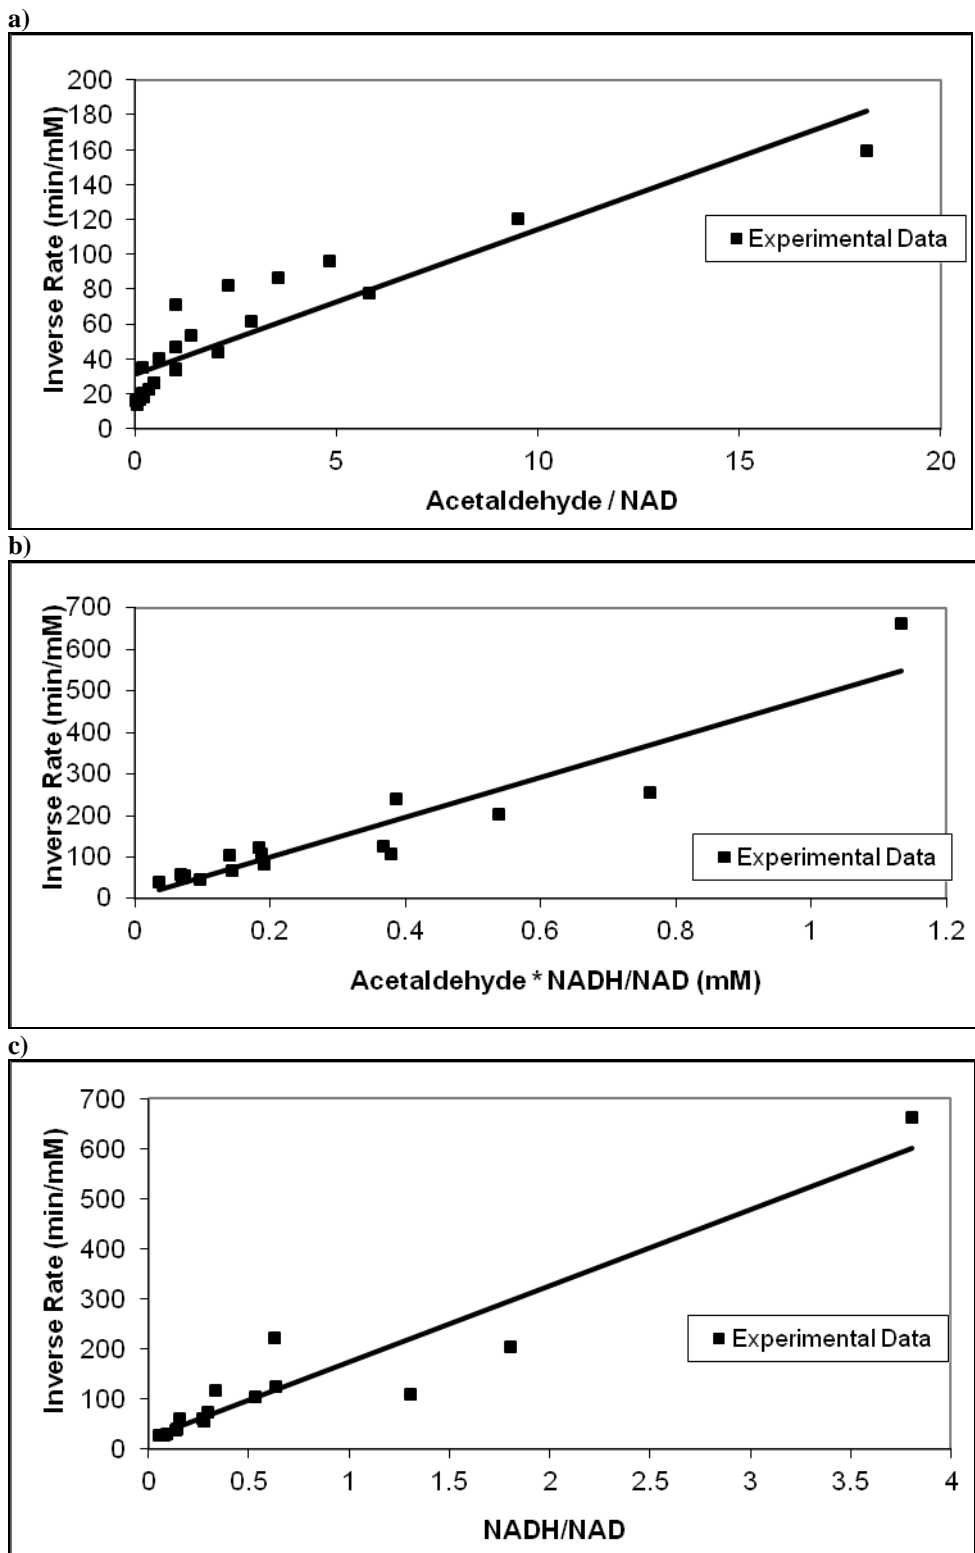 a)
200
180
160
140
120
100
80
60
40
20
0
Inverse Rate (min/mM)
Experimental Data
0 5 10 15 20
Acetaldehyde / NAD
b)
700
600
500
400
300
200
100
0
Inverse Rate (min/mM)
Experimental Data
0 0.2 0.4 0.6 0.8 1 1.2
Acetaldehyde * NADH/NAD (mM)
c)
700
600
500
400
300
200
100
0
Inverse Rate (min/mM)
Experimental Data
0 0.5 1 1.5 2 2.5 3 3.5 4
NADH/NAD